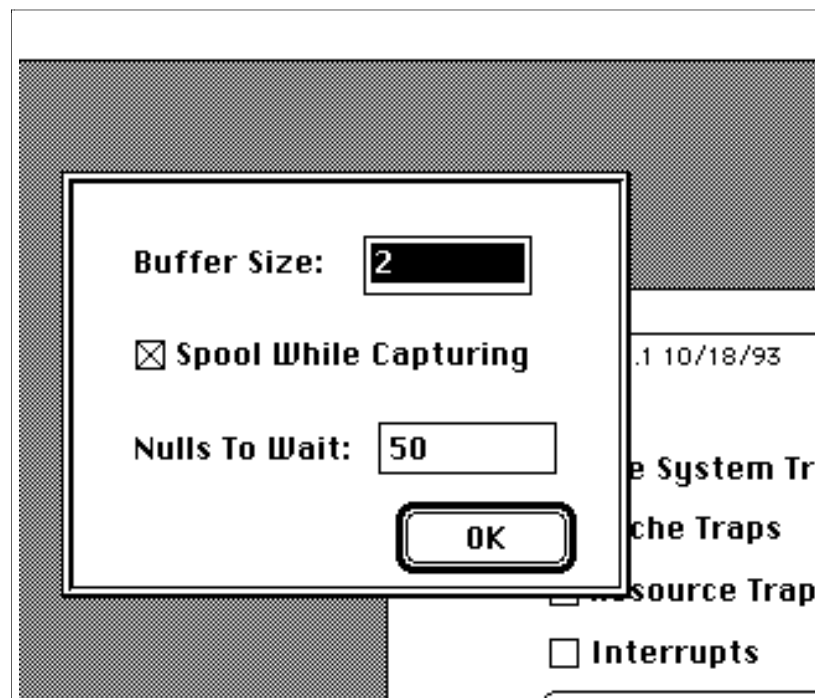 Buffer Size: 2
Spool While Capturing
.1 10/18/93
Nulls To Wait: 50
e System Tr
OK
che Traps
source Trap
Interrupts